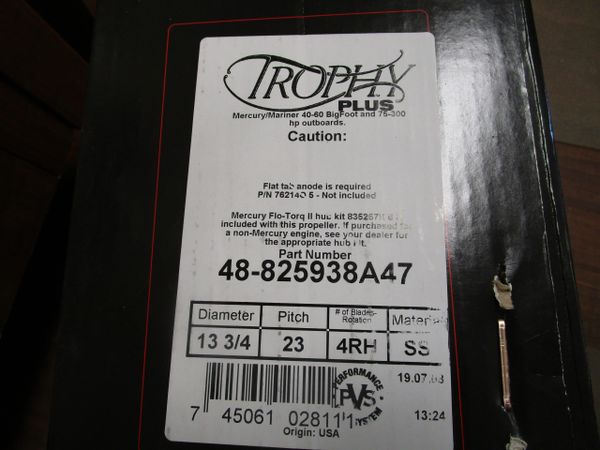 TROPHY
PLUS
Mercury/Mariner 40-60 BigFoot and 75-300
hp outboards.
Caution:
Flat tab anode is required
P/N 76214Q 5 - Not included
Mercury Flo-Torq II hub kit
included with this propeller. If purchased for
a non-Mercury engine, see your dealer for
the appropriate hub kit.
Part Number
48-825938A47
Diameter Pitch # of Blades- Rotation Material
13 3/4 23 4RH SS
PERFORMANCE PVS SYSTEM
19.07.03
7 45061 02811 1
13:24
Origin: USA